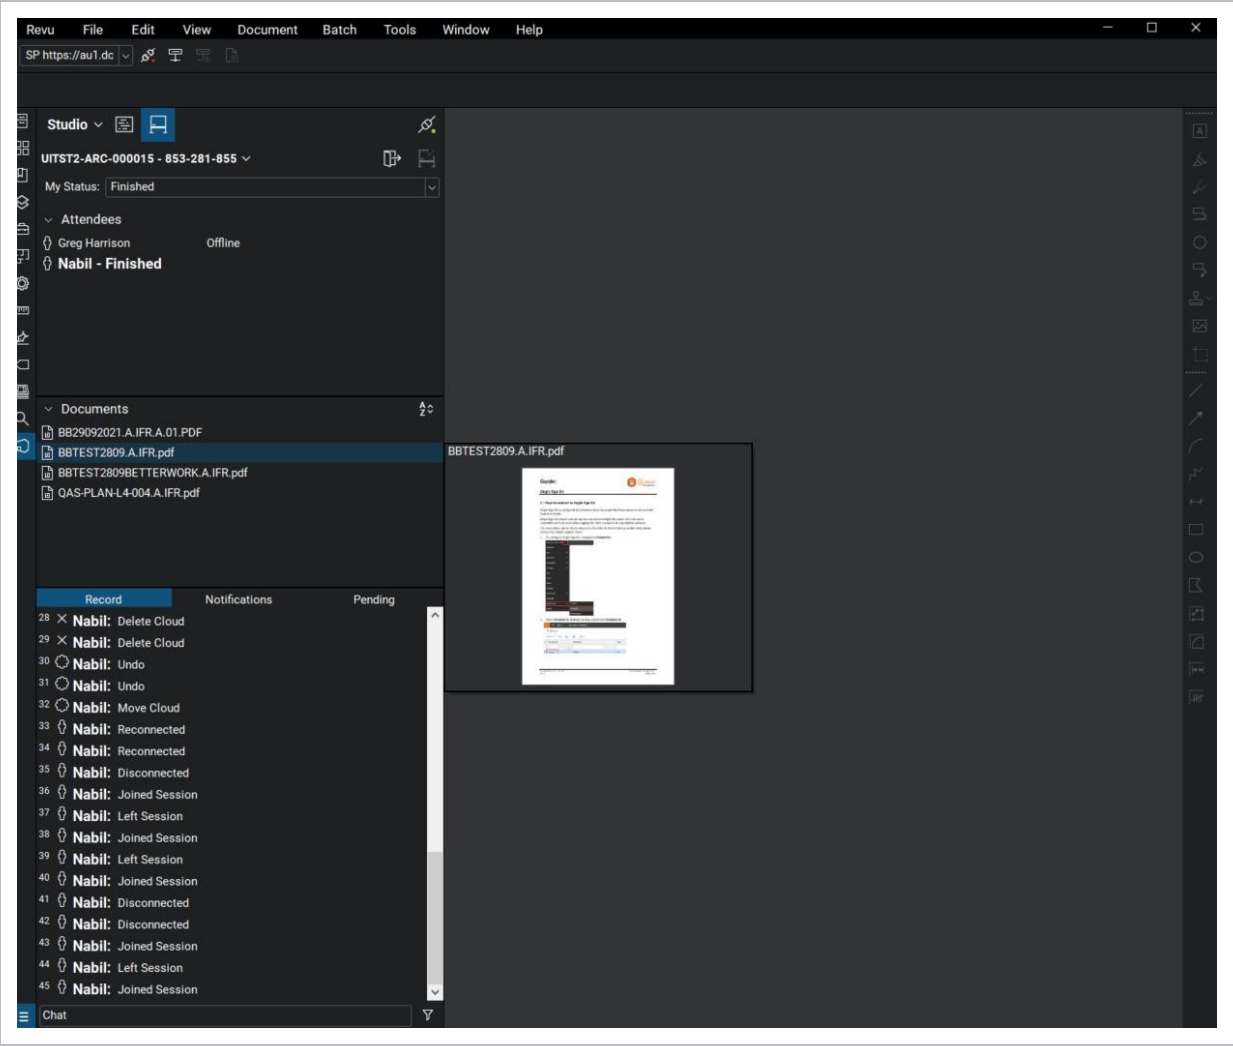 Revu File Edit View Document Batch Tools Window Help
SP https://au1.dc
Studio
UITST2-ARC-000015 - 853-281-855
My Status: Finished
Attendees
Greg Harrison Offline
Nabil - Finished
Documents
BB29092021.A.IFR.A.01.PDF
BBTEST2809.A.IFR.pdf
BBTEST2809BETTERWORK.A.IFR.pdf
QAS-PLAN-L4-004.A.IFR.pdf
BBTEST2809.A.IFR.pdf
Guide:
Single Sign On
Record Notifications Pending
28 Nabil: Delete Cloud
29 Nabil: Delete Cloud
30 Nabil: Undo
31 Nabil: Undo
32 Nabil: Move Cloud
33 Nabil: Reconnected
34 Nabil: Reconnected
35 Nabil: Disconnected
36 Nabil: Joined Session
37 Nabil: Left Session
38 Nabil: Joined Session
39 Nabil: Left Session
40 Nabil: Joined Session
41 Nabil: Disconnected
42 Nabil: Disconnected
43 Nabil: Joined Session
44 Nabil: Left Session
45 Nabil: Joined Session
Chat